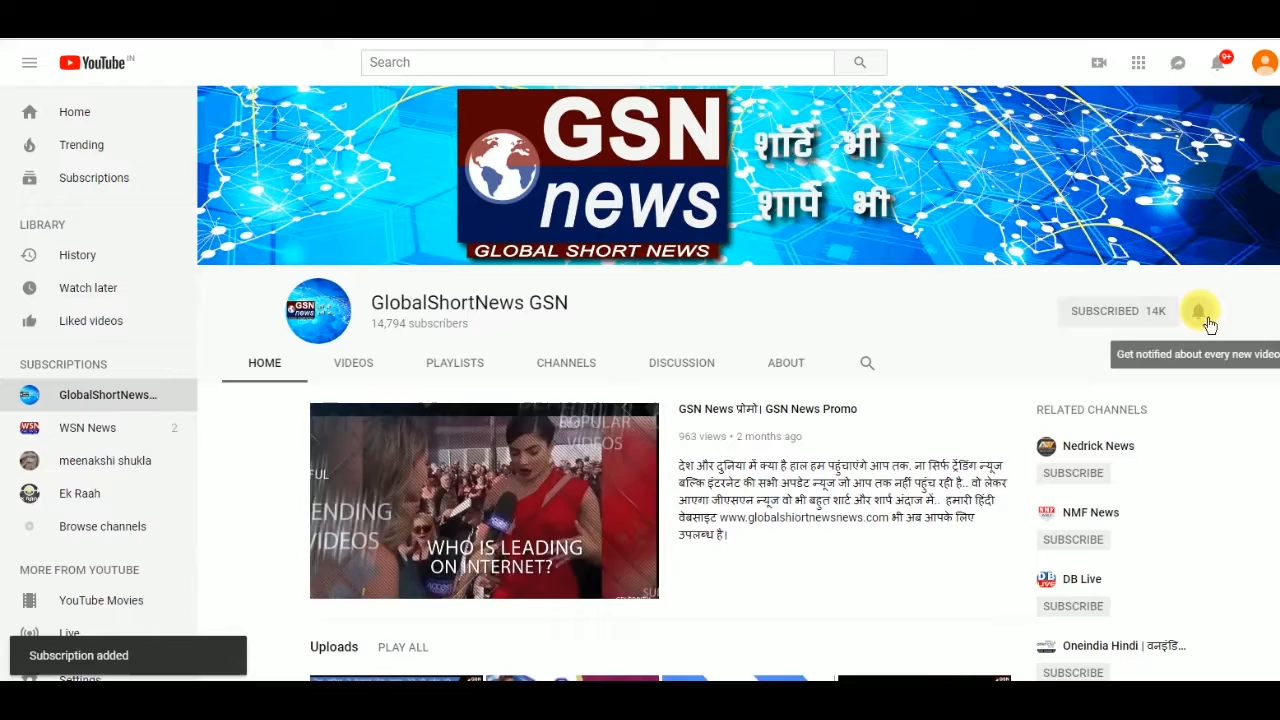 YouTube IN
Search
9+
Home
Trending
Subscriptions
LIBRARY
History
Watch later
Liked videos
SUBSCRIPTIONS
GlobalShortNews...
WSN News 2
meenakshi shukla
Ek Raah
Browse channels
MORE FROM YOUTUBE
YouTube Movies
Live
Subscription added
Settings
GSN
news
GLOBAL SHORT NEWS
शॉर्ट भी
शार्प भी
GlobalShortNews GSN
14,794 subscribers
SUBSCRIBED 14K
Get notified about every new video
HOME VIDEOS PLAYLISTS CHANNELS DISCUSSION ABOUT
POPULAR
VIDEOS
ENDING
VIDEOS
WHO IS LEADING
ON INTERNET?
GSN News प्रोमो। GSN News Promo
963 views • 2 months ago
देश और दुनिया में क्या है हाल हम पहुंचाएंगे आप तक. ना सिर्फ ट्रेंडिंग न्यूज
बल्कि इंटरनेट की सभी अपडेट न्यूज जो आप तक नहीं पहुंच रही है.. वो लेकर
आएगा जीएसएन न्यूज वो भी बहुत शार्ट और शार्प अंदाज में.. हमारी हिंदी
वेबसाइट www.globalshiortnewsnews.com भी अब आपके लिए
उपलब्ध है।
Uploads PLAY ALL
RELATED CHANNELS
Nedrick News
SUBSCRIBE
NMF News
SUBSCRIBE
DB Live
SUBSCRIBE
Oneindia Hindi | वनइंडि...
SUBSCRIBE